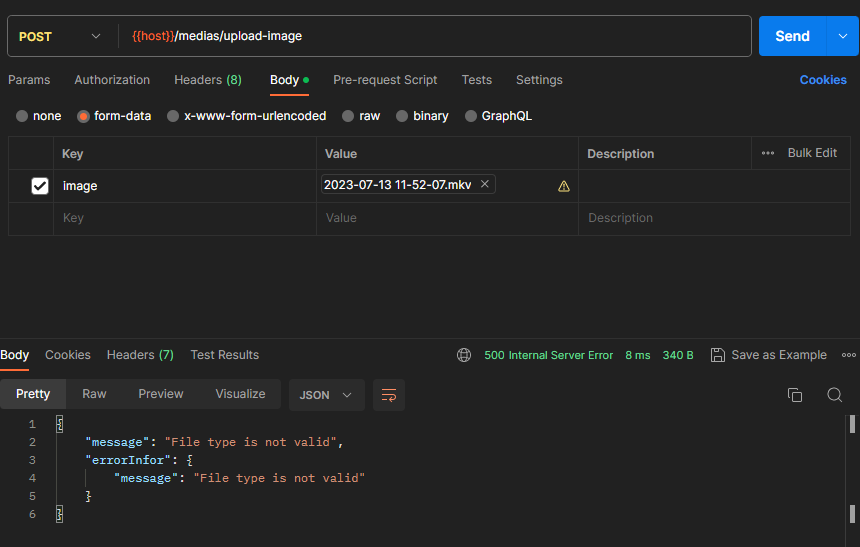 POST {{host}}/medias/upload-image Send
Params Authorization Headers (8) Body Pre-request Script Tests Settings Cookies
none form-data x-www-form-urlencoded raw binary GraphQL
Key Value Description Bulk Edit
image 2023-07-13 11-52-07.mkv
Key Value Description
Body Cookies Headers (7) Test Results 500 Internal Server Error 8 ms 340 B Save as Example
Pretty Raw Preview Visualize JSON
1 {
2 "message": "File type is not valid",
3 "errorInfor": {
4 "message": "File type is not valid"
5 }
6 }